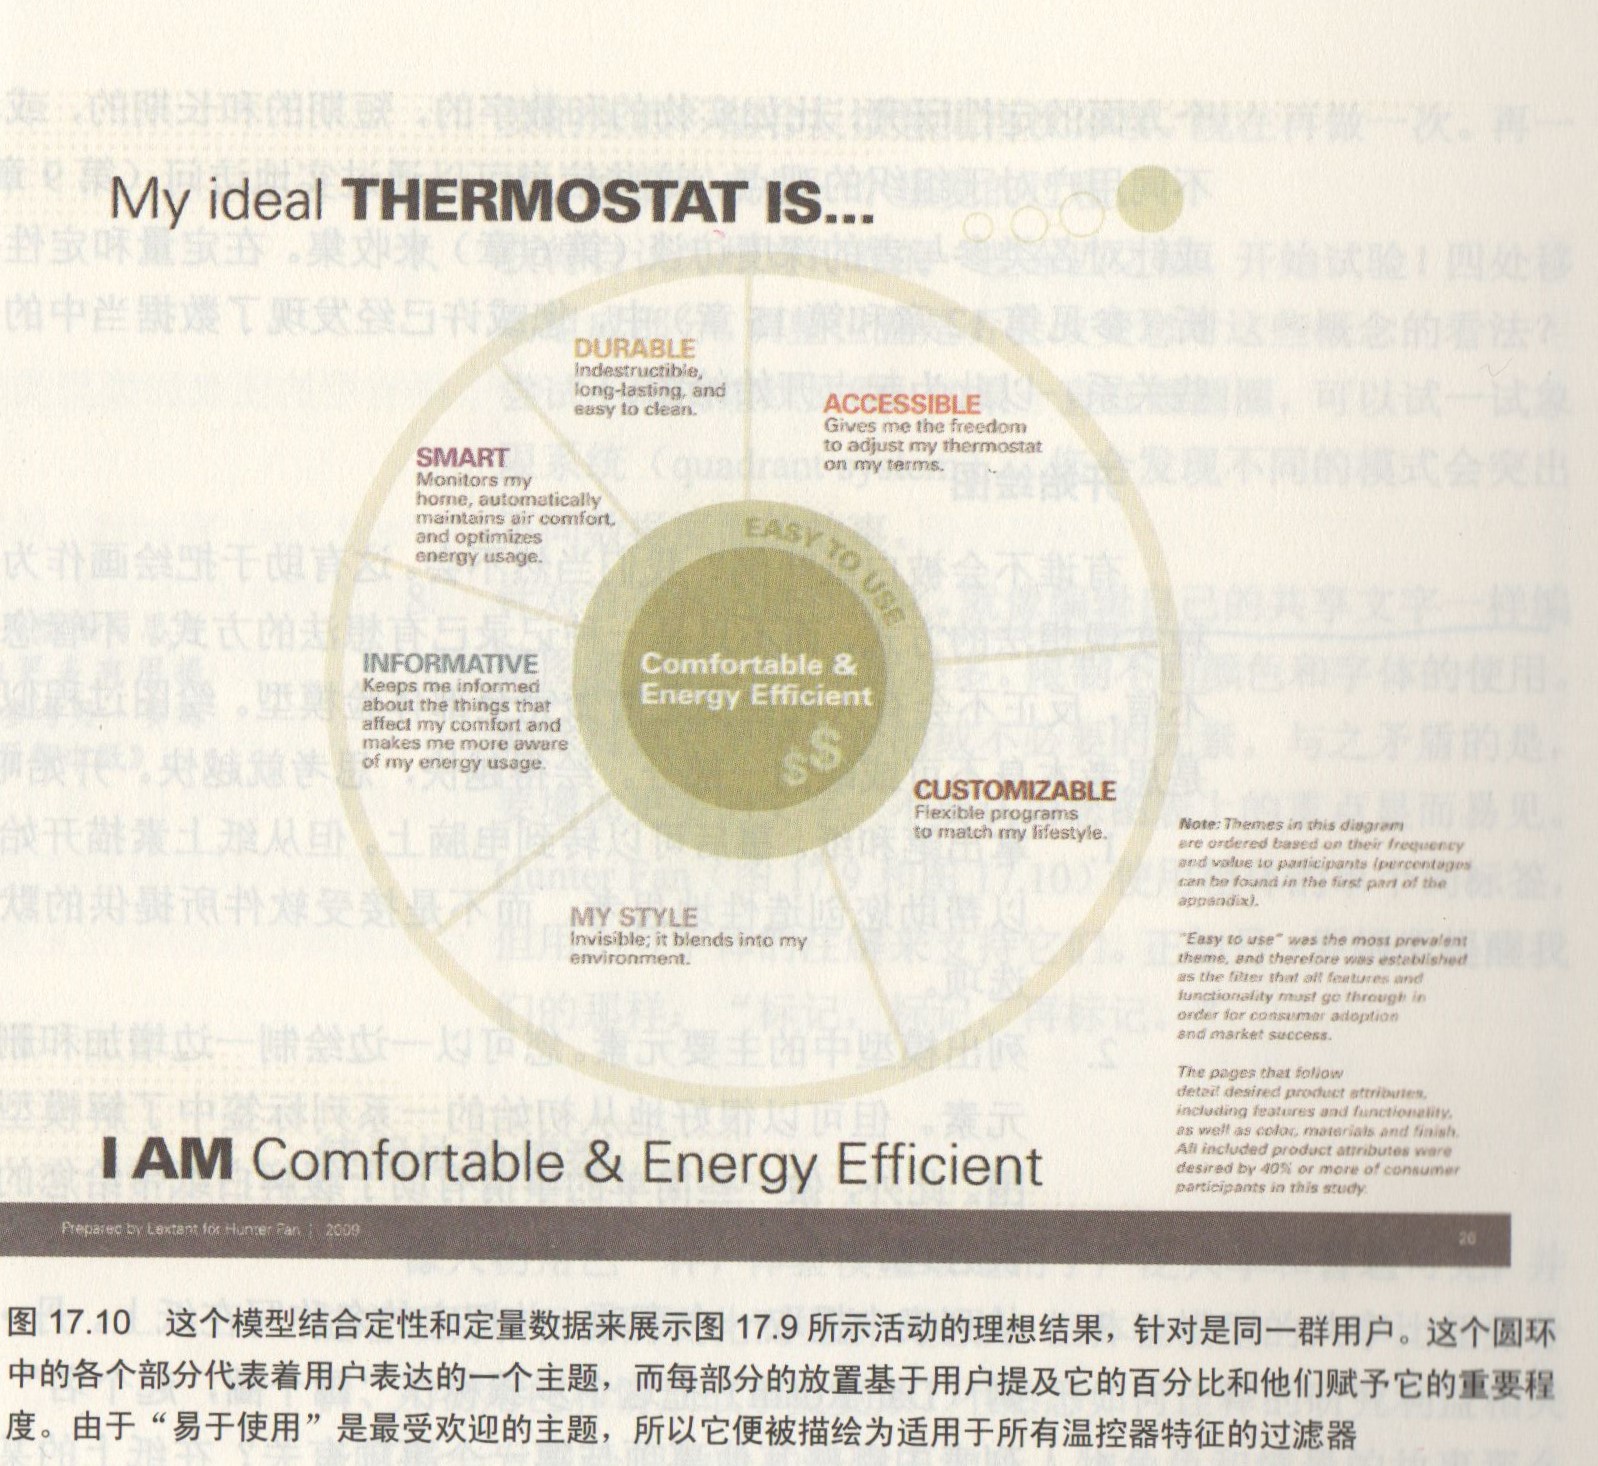 My ideal THERMOSTAT IS...
DURABLE
Indestructible,
long-lasting, and
easy to clean.
ACCESSIBLE
Gives me the freedom
to adjust my thermostat
on my terms.
SMART
Monitors my
home, automatically
maintains air comfort,
and optimizes
energy usage.
EASY TO USE
Comfortable &
Energy Efficient
$$
INFORMATIVE
Keeps me informed
about the things that
affect my comfort and
makes me more aware
of my energy usage.
CUSTOMIZABLE
Flexible programs
to match my lifestyle.
MY STYLE
Invisible; it blends into my
environment.
Note: Themes in this diagram
are ordered based on their frequency
and value to participants (percentages
can be found in the first part of the
appendix).
"Easy to use" was the most prevalent
theme, and therefore was established
as the filter that all features and
functionality must go through in
order for consumer adoption
and market success.
The pages that follow
detail desired product attributes,
including features and functionality,
as well as color, materials and finish.
All included product attributes were
desired by 40% or more of consumer
participants in this study.
I AM Comfortable & Energy Efficient
Prepared by Lextant for Hunter Fan | 2009
26
图 17.10 这个模型结合定性和定量数据来展示图 17.9 所示活动的理想结果，针对是同一群用户。这个圆环
中的各个部分代表着用户表达的一个主题，而每部分的放置基于用户提及它的百分比和他们赋予它的重要程
度。由于“易于使用”是最受欢迎的主题，所以它便被描绘为适用于所有温控器特征的过滤器